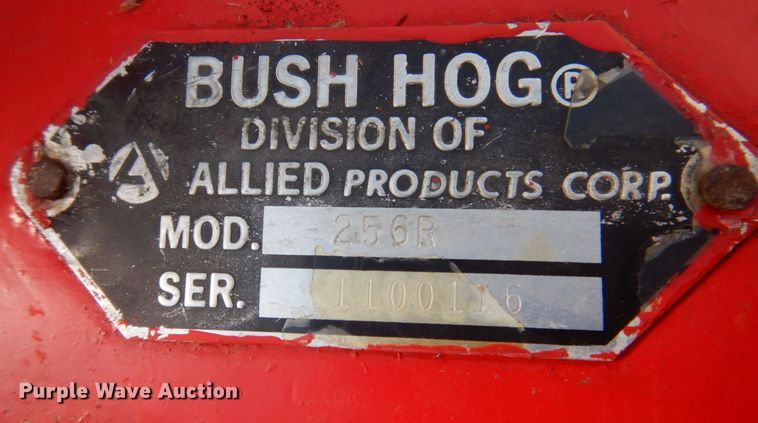 BUSH HOG®
DIVISION OF
ALLIED PRODUCTS CORP.
MOD. 256R
SER. 1100116
Purple Wave Auction